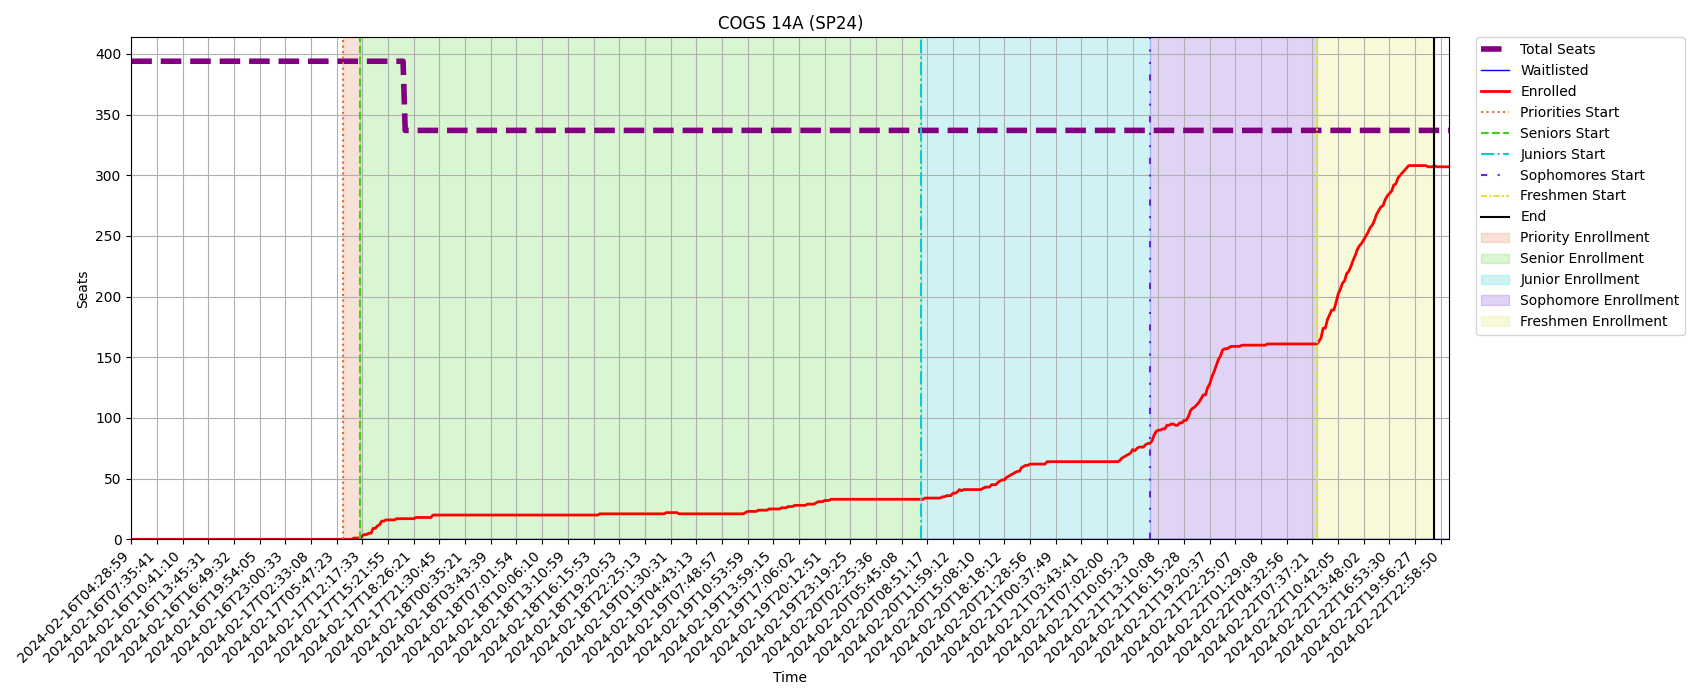 COGS 14A (SP24)
400
350
300
250
200
150
100
50
0
Seats
2024-02-16T04:28:59
2024-02-16T07:35:41
2024-02-16T10:41:10
2024-02-16T13:45:31
2024-02-16T16:49:32
2024-02-16T19:54:05
2024-02-16T23:00:33
2024-02-17T02:33:08
2024-02-17T05:47:23
2024-02-17T12:17:33
2024-02-17T15:21:55
2024-02-17T18:26:21
2024-02-17T21:30:45
2024-02-18T00:35:21
2024-02-18T03:43:39
2024-02-18T07:01:54
2024-02-18T10:06:10
2024-02-18T13:10:59
2024-02-18T16:15:53
2024-02-18T19:20:53
2024-02-18T22:25:13
2024-02-19T01:30:31
2024-02-19T04:43:13
2024-02-19T07:48:57
2024-02-19T10:53:59
2024-02-19T13:59:15
2024-02-19T17:06:02
2024-02-19T20:12:51
2024-02-19T23:19:23
2024-02-20T02:25:36
2024-02-20T05:45:08
2024-02-20T08:51:17
2024-02-20T11:59:12
2024-02-20T15:08:10
2024-02-20T18:18:12
2024-02-20T21:28:56
2024-02-21T00:37:49
2024-02-21T03:43:41
2024-02-21T07:02:00
2024-02-21T10:05:23
2024-02-21T13:10:08
2024-02-21T16:15:28
2024-02-21T19:20:37
2024-02-21T22:25:07
2024-02-22T01:29:08
2024-02-22T04:32:56
2024-02-22T07:37:21
2024-02-22T10:42:05
2024-02-22T13:48:02
2024-02-22T16:53:30
2024-02-22T19:56:27
2024-02-22T22:58:50
Time
Total Seats
Waitlisted
Enrolled
Priorities Start
Seniors Start
Juniors Start
Sophomores Start
Freshmen Start
End
Priority Enrollment
Senior Enrollment
Junior Enrollment
Sophomore Enrollment
Freshmen Enrollment